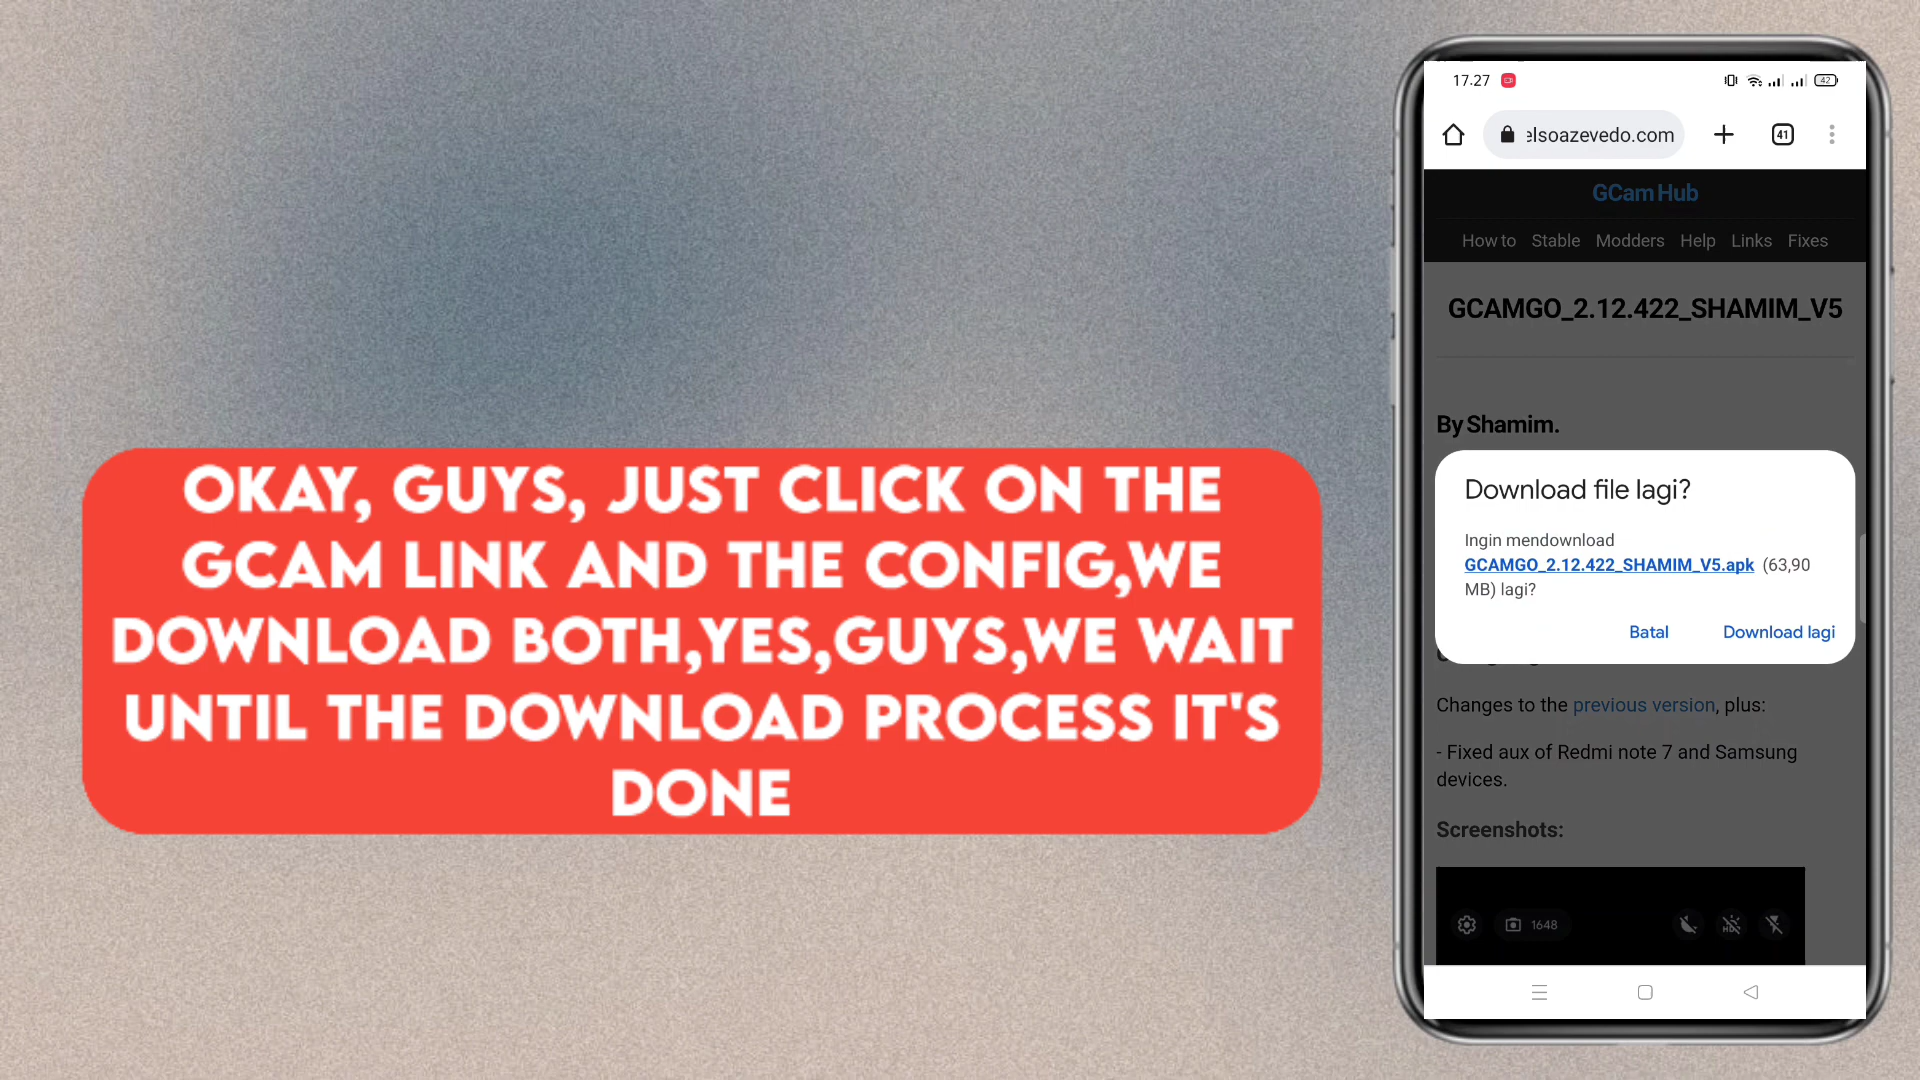 OKAY, GUYS, JUST CLICK ON THE
GCAM LINK AND THE CONFIG,WE
DOWNLOAD BOTH,YES,GUYS,WE WAIT
UNTIL THE DOWNLOAD PROCESS IT'S
DONE
17.27
42
elsoazevedo.com
41
GCam Hub
How to Stable Modders Help Links Fixes
GCAMGO_2.12.422_SHAMIM_V5
By Shamim.
Download file lagi?
Ingin mendownload
GCAMGO_2.12.422_SHAMIM_V5.apk (63,90
MB) lagi?
Batal Download lagi
Changes to the previous version, plus:
- Fixed aux of Redmi note 7 and Samsung
devices.
Screenshots:
1648